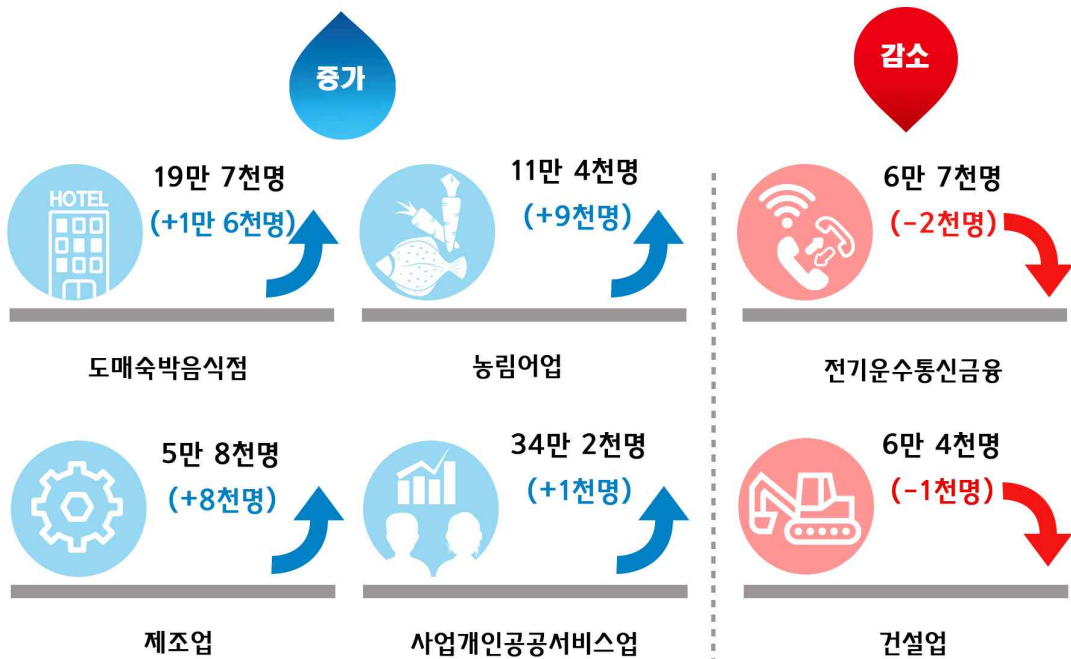 증가
감소
HOTEL
19만 7천명
(+1만 6천명)
도매숙박음식점
11만 4천명
(+9천명)
농림어업
6만 7천명
(-2천명)
전기운수통신금융
5만 8천명
(+8천명)
제조업
34만 2천명
(+1천명)
사업개인공공서비스업
6만 4천명
(-1천명)
건설업